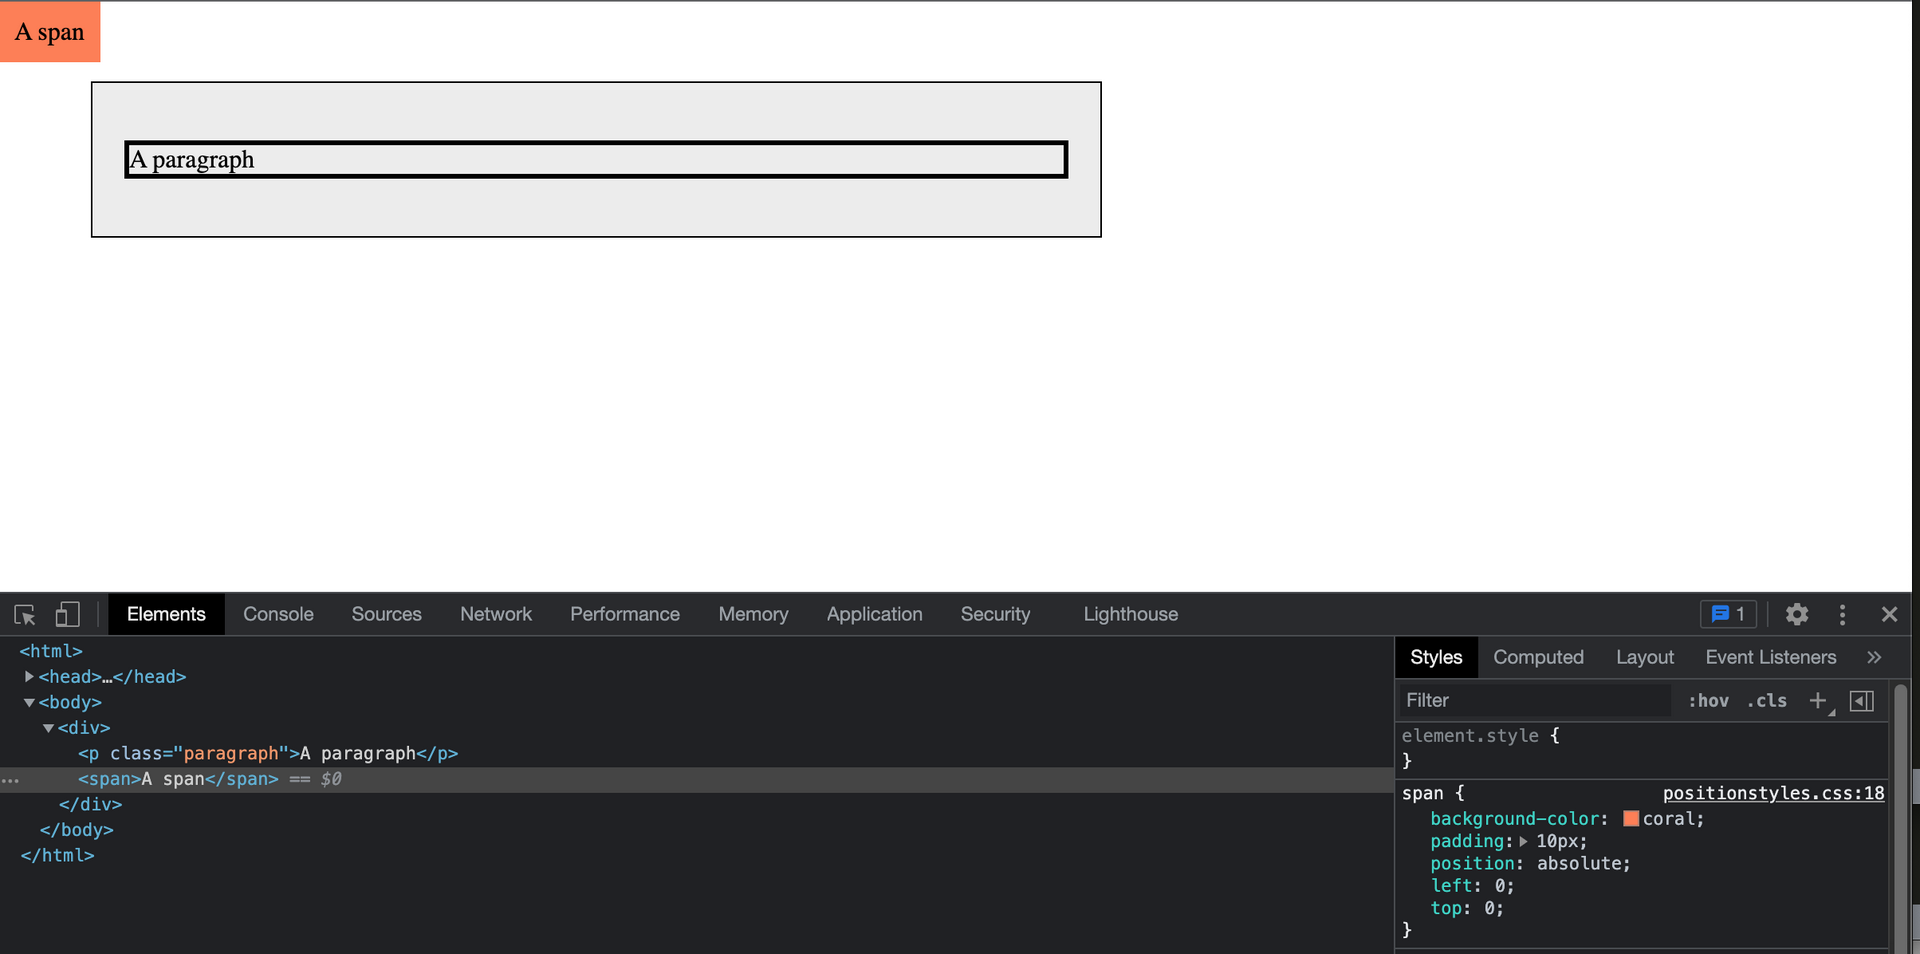 A span
A paragraph
Elements Console Sources Network Performance Memory Application Security Lighthouse 1
<html>
<head>…</head>
<body>
<div>
<p class="paragraph">A paragraph</p>
<span>A span</span> == $0
</div>
</body>
</html>
Styles Computed Layout Event Listeners »
Filter :hov .cls +
element.style {
}
span { positionstyles.css:18
background-color: coral;
padding: 10px;
position: absolute;
left: 0;
top: 0;
}